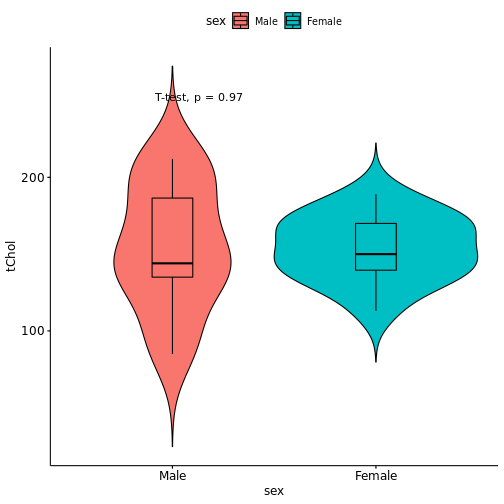 sex Male Female
T-test, p = 0.97
200
tChol
100
Male Female
sex